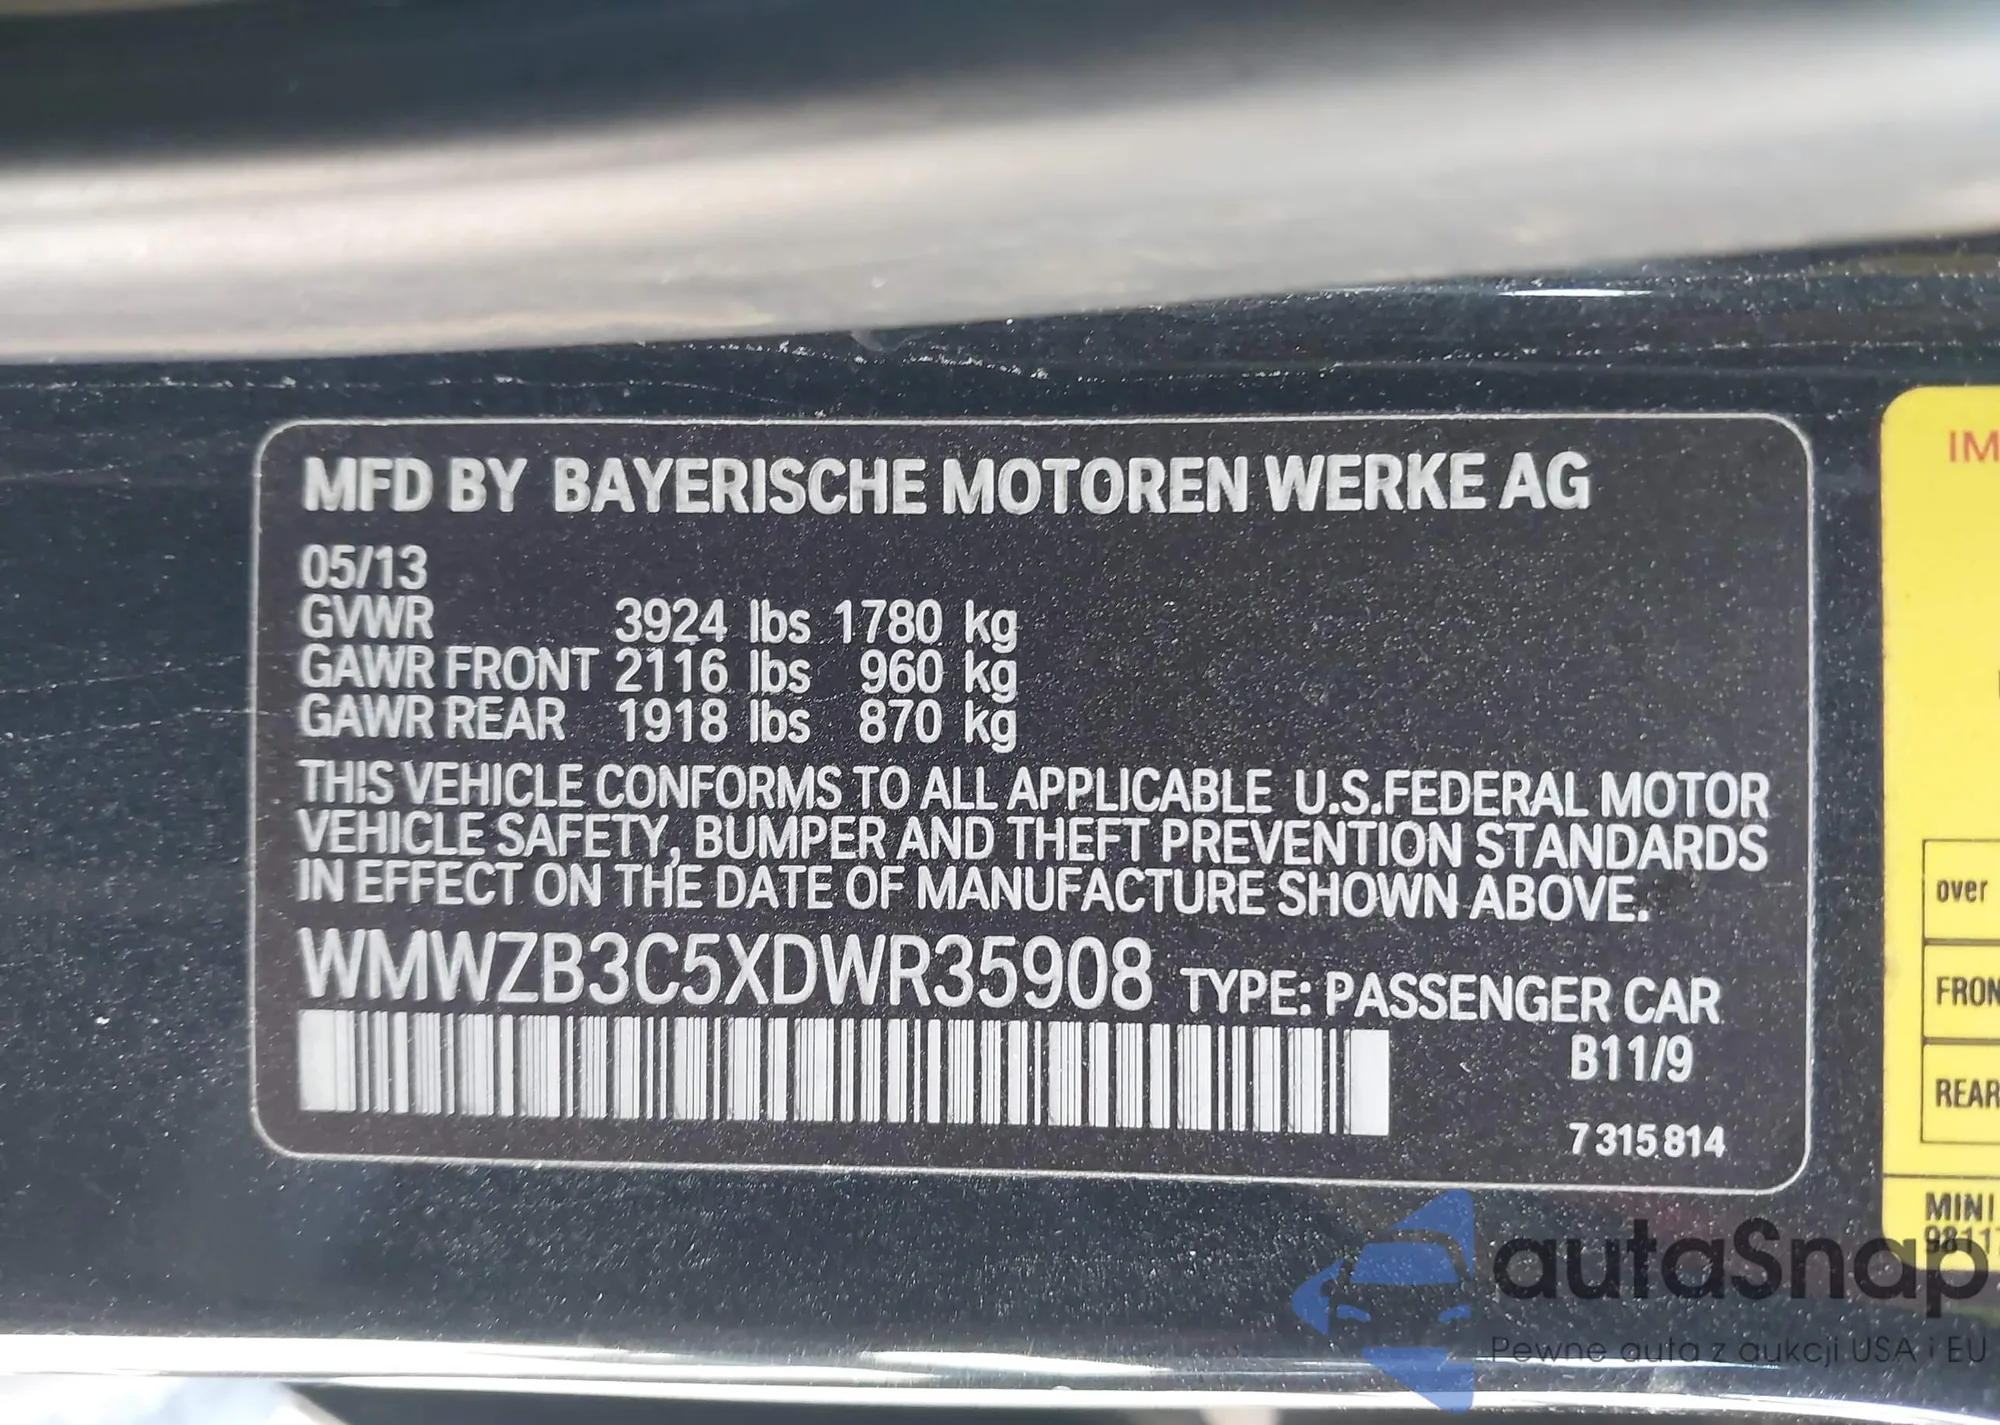 MFD BY BAYERISCHE MOTOREN WERKE AG
05/13
GVWR 3924 lbs 1780 kg
GAWR FRONT 2116 lbs 960 kg
GAWR REAR 1918 lbs 870 kg
THIS VEHICLE CONFORMS TO ALL APPLICABLE U.S.FEDERAL MOTOR
VEHICLE SAFETY, BUMPER AND THEFT PREVENTION STANDARDS
IN EFFECT ON THE DATE OF MANUFACTURE SHOWN ABOVE.
WMWZB3C5XDWR35908 TYPE: PASSENGER CAR
B11/9
7 315 814
over
REAR
MINI
autaSnap
Pewne auta z aukcji USA i EU